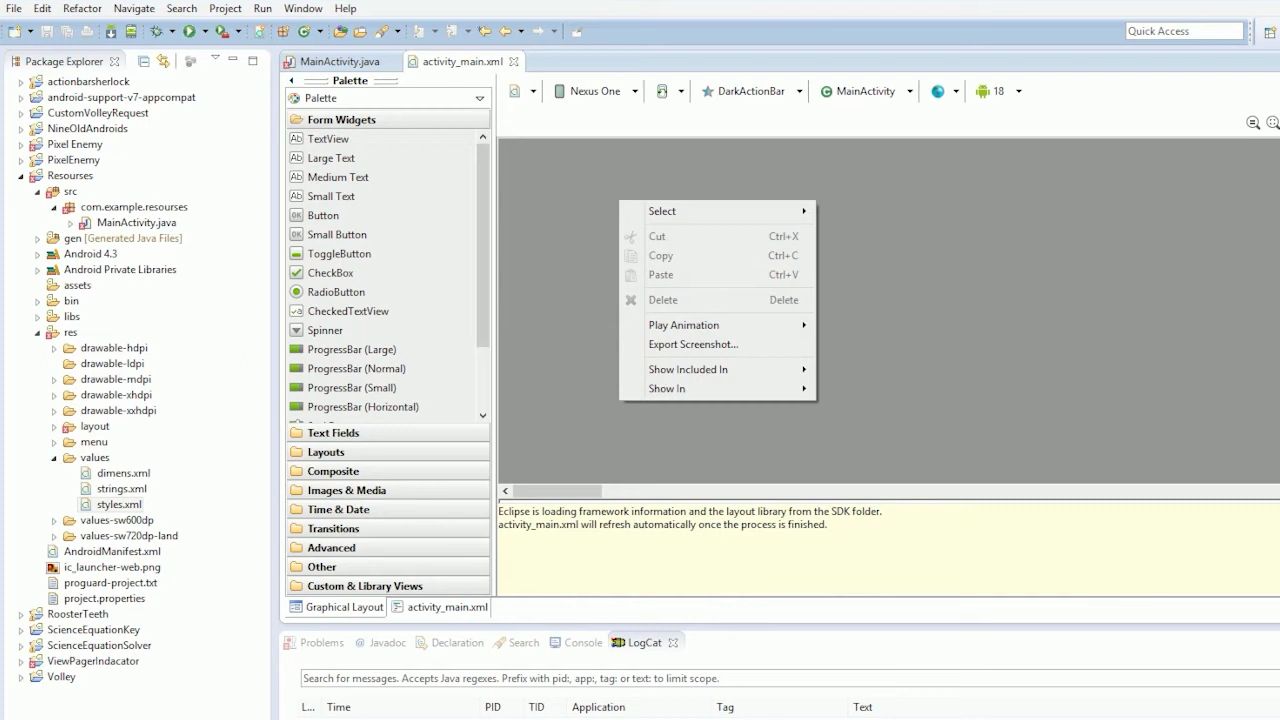 File Edit Refactor Navigate Search Project Run Window Help
Quick Access
Package Explorer
MainActivity.java
activity_main.xml
actionbarsherlock
android-support-v7-appcompat
CustomVolleyRequest
NineOldAndroids
Pixel Enemy
PixelEnemy
Resourses
src
com.example.resourses
MainActivity.java
gen [Generated Java Files]
Android 4.3
Android Private Libraries
assets
bin
libs
res
drawable-hdpi
drawable-ldpi
drawable-mdpi
drawable-xhdpi
drawable-xxhdpi
layout
menu
values
dimens.xml
strings.xml
styles.xml
values-sw600dp
values-sw720dp-land
AndroidManifest.xml
ic_launcher-web.png
proguard-project.txt
project.properties
RoosterTeeth
ScienceEquationKey
ScienceEquationSolver
ViewPagerIndacator
Volley
Palette
Palette
Form Widgets
Ab TextView
Ab Large Text
Ab Medium Text
Ab Small Text
OK Button
OK Small Button
ToggleButton
CheckBox
RadioButton
CheckedTextView
Spinner
ProgressBar (Large)
ProgressBar (Normal)
ProgressBar (Small)
ProgressBar (Horizontal)
Text Fields
Layouts
Composite
Images & Media
Time & Date
Transitions
Advanced
Other
Custom & Library Views
Graphical Layout
activity_main.xml
Nexus One
DarkActionBar
MainActivity
18
Select
Cut Ctrl+X
Copy Ctrl+C
Paste Ctrl+V
Delete Delete
Play Animation
Export Screenshot...
Show Included In
Show In
Eclipse is loading framework information and the layout library from the SDK folder.
activity_main.xml will refresh automatically once the process is finished.
Problems @ Javadoc Declaration Search Console LogCat
Search for messages. Accepts Java regexes. Prefix with pid:, app:, tag: or text: to limit scope.
L... Time PID TID Application Tag Text